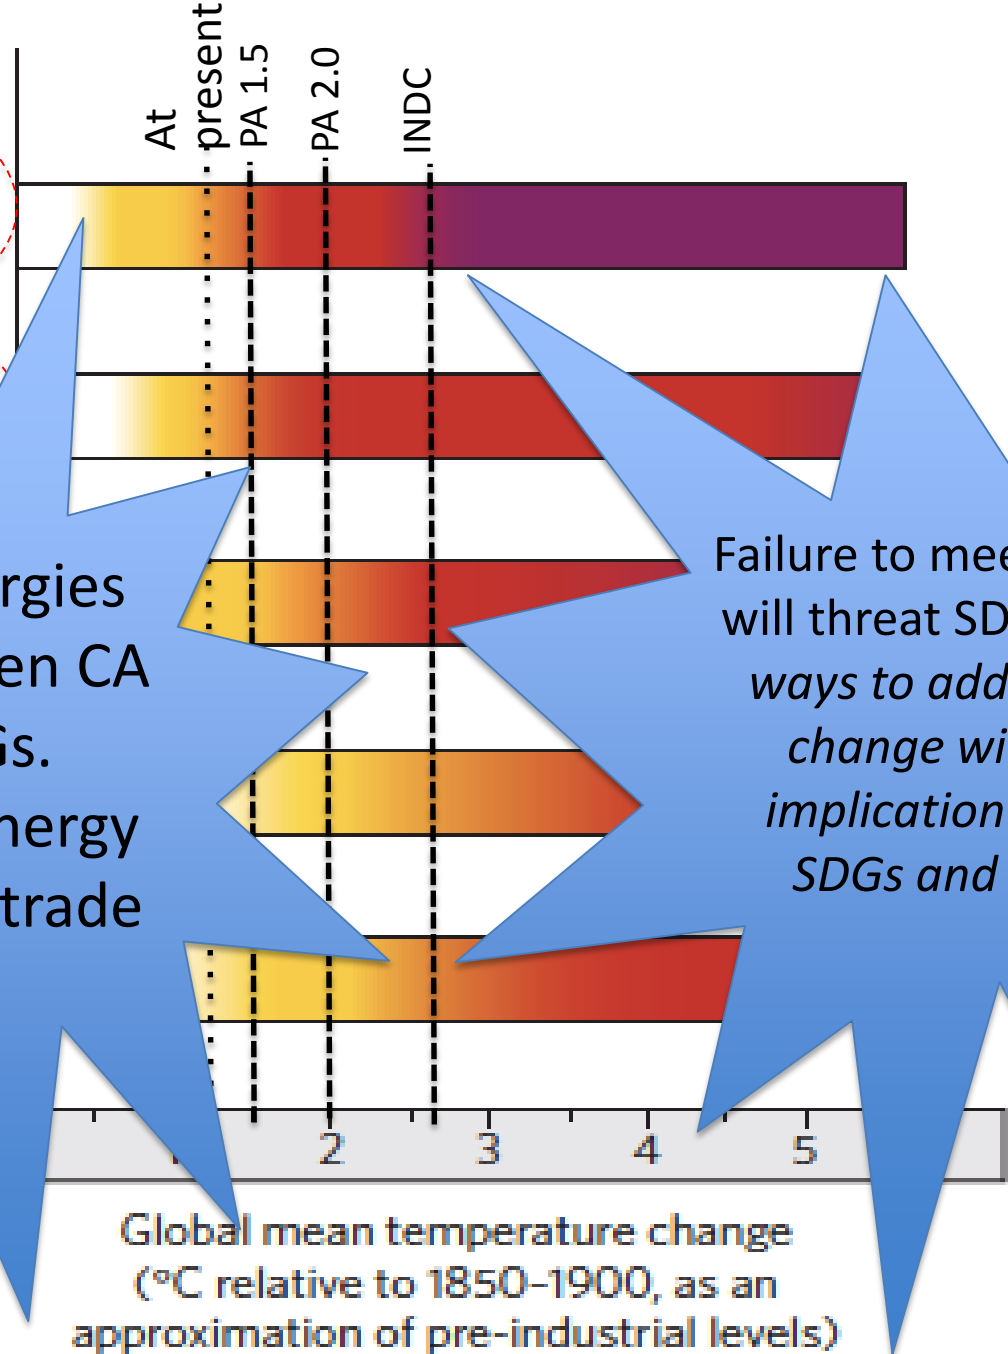 At
present
PA 1.5
PA 2.0
INDC
rgies
en CA
Gs.
nergy
trade
Failure to mee
will threat SD
ways to add
change wi
implication
SDGs and
2
3
4
5
Global mean temperature change
(°C relative to 1850–1900, as an
approximation of pre-industrial levels)